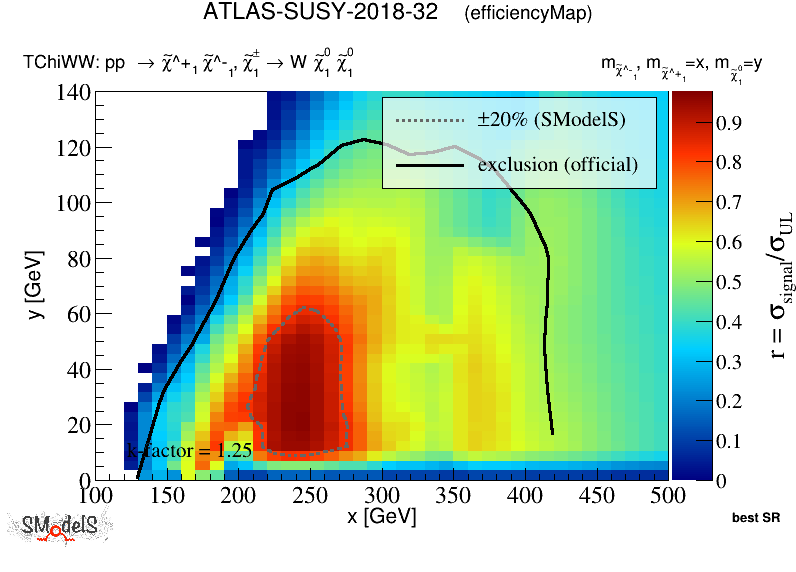 ATLAS-SUSY-2018-32 (efficiencyMap)
TChiWW: pp → χ̃^+₁ χ̃^-₁, χ̃₁^± → W χ̃₁⁰ χ̃₁⁰
m_χ̃^-₁, m_χ̃^+₁=x, m_χ̃₁⁰=y
±20% (SModelS)
exclusion (official)
140
120
100
80
60
40
20
0
y [GeV]
k-factor = 1.25
100 150 200 250 300 350 400 450 500
x [GeV]
0.9
0.8
0.7
0.6
0.5
0.4
0.3
0.2
0.1
0
r = σsignal/σUL
SModelS
best SR